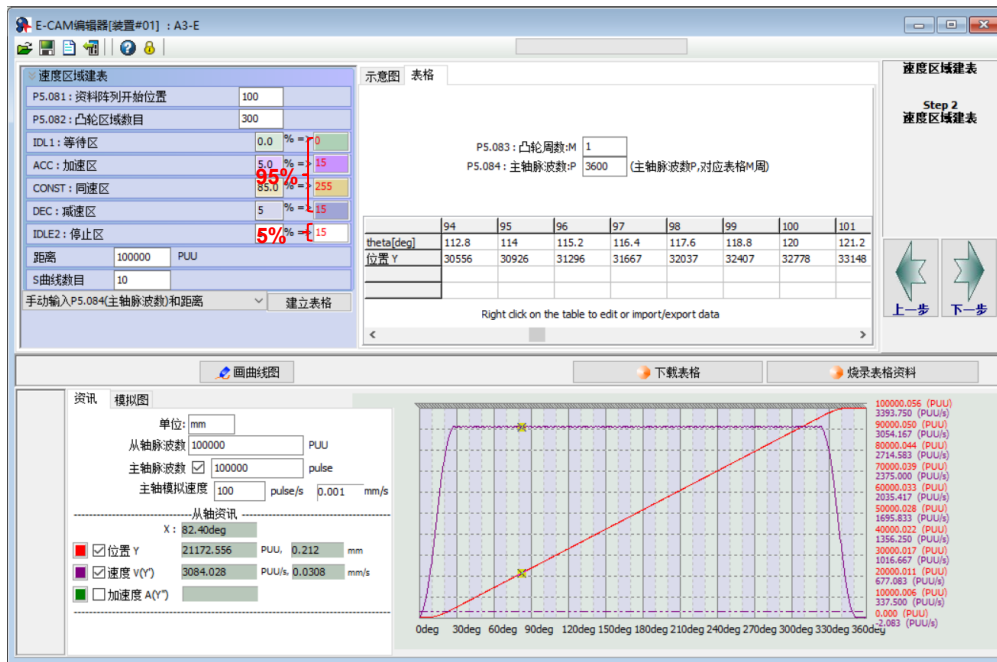 E-CAM编辑器[装置#01] : A3-E
速度区域建表
P5.081 : 资料阵列开始位置 100
P5.082 : 凸轮区域数目 300
IDL1 : 等待区 0.0 % => 0
ACC : 加速区 5.0 % => 15
95%
CONST : 同速区 85.0 % => 255
DEC : 减速区 5 % => 15
IDLE2 : 停止区 5% % => 15
距离 100000 PUU
S曲线数目 10
手动输入P5.084(主轴脉波数)和距离 建立表格
示意图 表格
P5.083 : 凸轮周数:M 1
P5.084 : 主轴脉波数:P 3600 (主轴脉波数P,对应表格M周)
94 95 96 97 98 99 100 101
theta[deg] 112.8 114 115.2 116.4 117.6 118.8 120 121.2
位置 Y 30556 30926 31296 31667 32037 32407 32778 33148
Right click on the table to edit or import/export data
速度区域建表
Step 2
速度区域建表
上一步 下一步
画曲线图 下载表格 烧录表格资料
资讯 模拟图
单位: mm
从轴脉波数 100000 PUU
主轴脉波数 100000 pulse
主轴模拟速度 100 pulse/s 0.001 mm/s
从轴资讯
X : 82.40deg
位置 Y 21172.556 PUU, 0.212 mm
速度 V(Y') 3084.028 PUU/s, 0.0308 mm/s
加速度 A(Y'')
100000.056 (PUU)
3393.750 (PUU/s)
90000.050 (PUU)
3054.167 (PUU/s)
80000.044 (PUU)
2714.583 (PUU/s)
70000.039 (PUU)
2375.000 (PUU/s)
60000.033 (PUU)
2035.417 (PUU/s)
50000.028 (PUU)
1695.833 (PUU/s)
40000.022 (PUU)
1356.250 (PUU/s)
30000.017 (PUU)
1016.667 (PUU/s)
20000.011 (PUU)
677.083 (PUU/s)
10000.006 (PUU)
337.500 (PUU/s)
0.000 (PUU)
-2.083 (PUU/s)
0deg 30deg 60deg 90deg 120deg 150deg 180deg 210deg 240deg 270deg 300deg 330deg 360deg